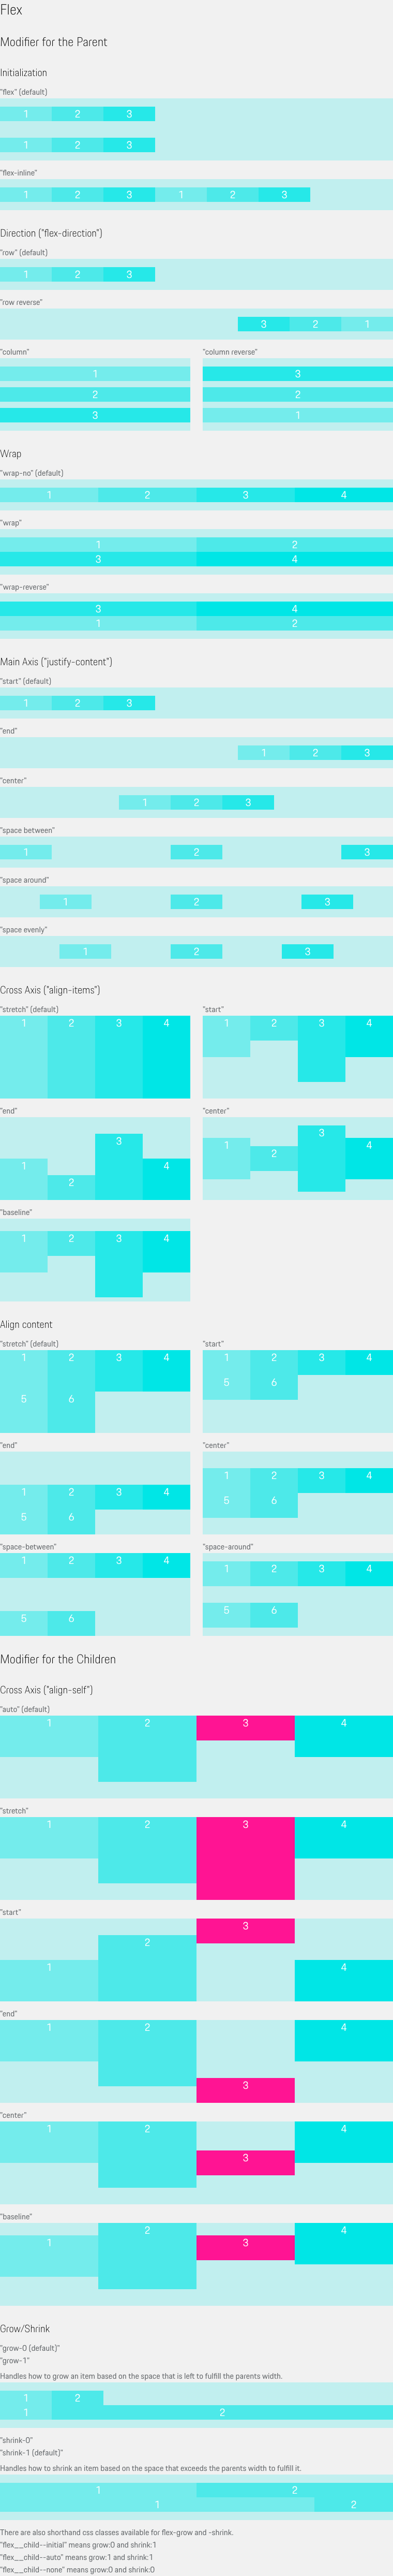 Flex
Modifier for the Parent
Initialization
"flex" (default)
1 2 3
1 2 3
"flex-inline"
1 2 3 1 2 3
Direction ("flex-direction")
"row" (default)
1 2 3
"row reverse"
3 2 1
"column"
1
2
3
"column reverse"
3
2
1
Wrap
"wrap-no" (default)
1 2 3 4
"wrap"
1 2
3 4
"wrap-reverse"
3 4
1 2
Main Axis ("justify-content")
"start" (default)
1 2 3
"end"
1 2 3
"center"
1 2 3
"space between"
1 2 3
"space around"
1 2 3
"space evenly"
1 2 3
Cross Axis ("align-items")
"stretch" (default)
1 2 3 4
"start"
1 2 3 4
"end"
1 2 3 4
"center"
1 2 3 4
"baseline"
1 2 3 4
Align content
"stretch" (default)
1 2 3 4
5 6
"start"
1 2 3 4
5 6
"end"
1 2 3 4
5 6
"center"
1 2 3 4
5 6
"space-between"
1 2 3 4
5 6
"space-around"
1 2 3 4
5 6
Modifier for the Children
Cross Axis ("align-self")
"auto" (default)
1 2 3 4
"stretch"
1 2 3 4
"start"
1 2 3 4
"end"
1 2 3 4
"center"
1 2 3 4
"baseline"
1 2 3 4
Grow/Shrink
"grow-0 (default)"
"grow-1"
Handles how to grow an item based on the space that is left to fulfill the parents width.
1 2
1 2
"shrink-0"
"shrink-1 (default)"
Handles how to shrink an item based on the space that exceeds the parents width to fulfill it.
1 2
1 2
There are also shorthand css classes available for flex-grow and -shrink.
"flex__child--initial" means grow:0 and shrink:1
"flex__child--auto" means grow:1 and shrink:1
"flex__child--none" means grow:0 and shrink:0